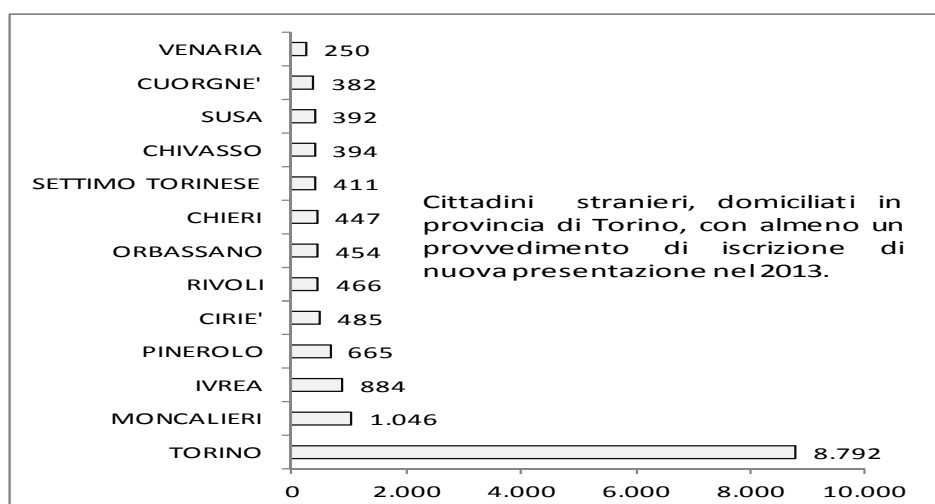 VENARIA 250
CUORGNE' 382
SUSA 392
CHIVASSO 394
SETTIMO TORINESE 411
CHIERI 447
ORBASSANO 454
RIVOLI 466
CIRIE' 485
PINEROLO 665
IVREA 884
MONCALIERI 1.046
TORINO 8.792
0 2.000 4.000 6.000 8.000 10.000
Cittadini stranieri, domiciliati in
provincia di Torino, con almeno un
provvedimento di iscrizione di
nuova presentazione nel 2013.